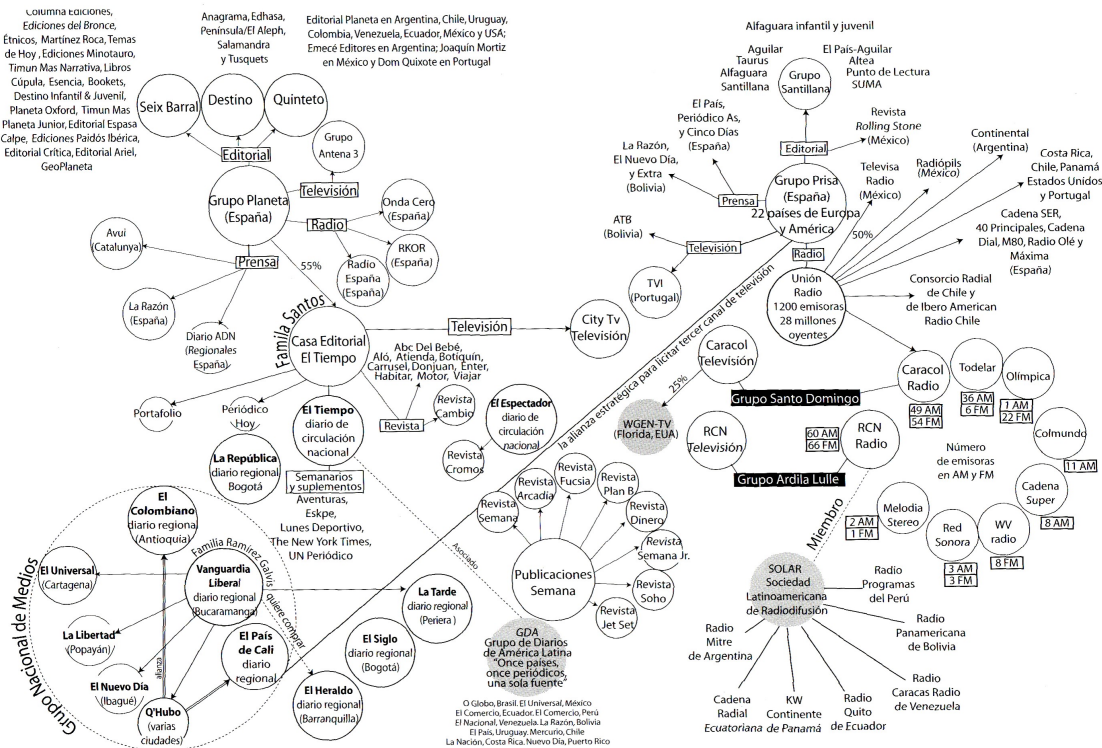 Columna Ediciones,
Ediciones del Bronce,
Étnicos, Martínez Roca, Temas
de Hoy, Ediciones Minotauro,
Timun Mas Narrativa, Libros
Cúpula, Esencia, Bookets,
Destino Infantil & Juvenil,
Planeta Oxford, Timun Mas
Planeta Junior, Editorial Espasa
Calpe, Ediciones Paidós Ibérica,
Editorial Crítica, Editorial Ariel,
GeoPlaneta
Anagrama, Edhasa,
Península/El Aleph,
Salamandra
y Tusquets
Editorial Planeta en Argentina, Chile, Uruguay,
Colombia, Venezuela, Ecuador, México y USA;
Emecé Editores en Argentina; Joaquín Mortiz
en México y Dom Quixote en Portugal
Seix Barral
Destino
Quinteto
Editorial
Grupo
Antena 3
Televisión
Grupo Planeta
(España)
Radio
Onda Cero
(España)
RKOR
(España)
Radio
España
(España)
Avui
(Catalunya)
Prensa
55%
La Razón
(España)
Diario ADN
(Regionales
España)
Familia Santos
Casa Editorial
El Tiempo
Televisión
City Tv
Televisión
Abc Del Bebé,
Aló, Atienda, Botiquín,
Carrusel, Donjuan, Enter,
Habitar, Motor, Viajar
Portafolio
Periódico
Hoy
Revista
Revista
Cambio
El Tiempo
diario de
circulación
nacional
El Espectador
diario de
circulación
nacional
Revista
Cromos
La República
diario regional
Bogotá
Semanarios
y suplementos
Aventuras,
Eskpe,
Lunes Deportivo,
The New York Times,
UN Periódico
Asociado
la alianza estratégica para licitar tercer canal de televisión
Alfaguara infantil y juvenil
Aguilar
Taurus
Alfaguara
Santillana
Grupo
Santillana
El País-Aguilar
Altea
Punto de Lectura
SUMA
El País,
Periódico As,
y Cinco Días
(España)
La Razón,
El Nuevo Día,
y Extra
(Bolivia)
Editorial
Revista
Rolling Stone
(México)
Prensa
Grupo Prisa
(España)
22 países de Europa
y América
Televisa
Radio
(México)
Radiópils
(México)
Continental
(Argentina)
Costa Rica,
Chile, Panamá
Estados Unidos
y Portugal
ATB
(Bolivia)
Televisión
TVI
(Portugal)
Radio
50%
Cadena SER,
40 Principales, Cadena
Dial, M80, Radio Olé y
Máxima
(España)
Unión
Radio
1200 emisoras
28 millones
oyentes
Consorcio Radial
de Chile y
de Ibero American
Radio Chile
Caracol
Televisión
25%
Grupo Santo Domingo
WGEN-TV
(Florida, EUA)
Caracol
Radio
49 AM
54 FM
Todelar
36 AM
6 FM
Olímpica
1 AM
22 FM
Colmundo
11 AM
RCN
Televisión
Grupo Ardila Lulle
60 AM
66 FM
RCN
Radio
Número
de emisoras
en AM y FM
Cadena
Super
8 AM
Melodia
Stereo
2 AM
1 FM
Red
Sonora
3 AM
3 FM
WV
radio
8 FM
Miembro
SOLAR
Sociedad
Latinoamericana
de Radiodifusión
Radio
Programas
del Perú
Radio
Panamericana
de Bolivia
Radio
Mitre
de Argentina
Radio
Caracas Radio
de Venezuela
Cadena
Radial
Ecuatoriana
KW
Continente
de Panamá
Radio
Quito
de Ecuador
Revista
Semana
Revista
Arcadia
Revista
Fucsia
Revista
Plan B
Revista
Dinero
Revista
Semana Jr.
Revista
Soho
Revista
Jet Set
Publicaciones
Semana
Grupo Nacional de Medios
El
Colombiano
diario regional
(Antioquía)
El Universal
(Cartagena)
Familia Ramírez Galvis
Vanguardia
Liberal
diario regional
(Bucaramanga)
quiere comprar
La Libertad
(Popayán)
alianza
El Nuevo Día
(Ibagué)
Q'Hubo
(varias
ciudades)
El País
de Cali
diario
regional
La Tarde
diario regional
(Periera)
El Siglo
diario regional
(Bogotá)
El Heraldo
diario regional
(Barranquilla)
GDA
Grupo de Diarios
de América Latina
"Once países,
once periódicos,
una sola fuente"
O Globo, Brasil. El Universal, México
El Comercio, Ecuador. El Comercio, Perú
El Nacional, Venezuela. La Razón, Bolivia
El País, Uruguay. Mercurio, Chile
La Nación, Costa Rica, Nuevo Día, Puerto Rico